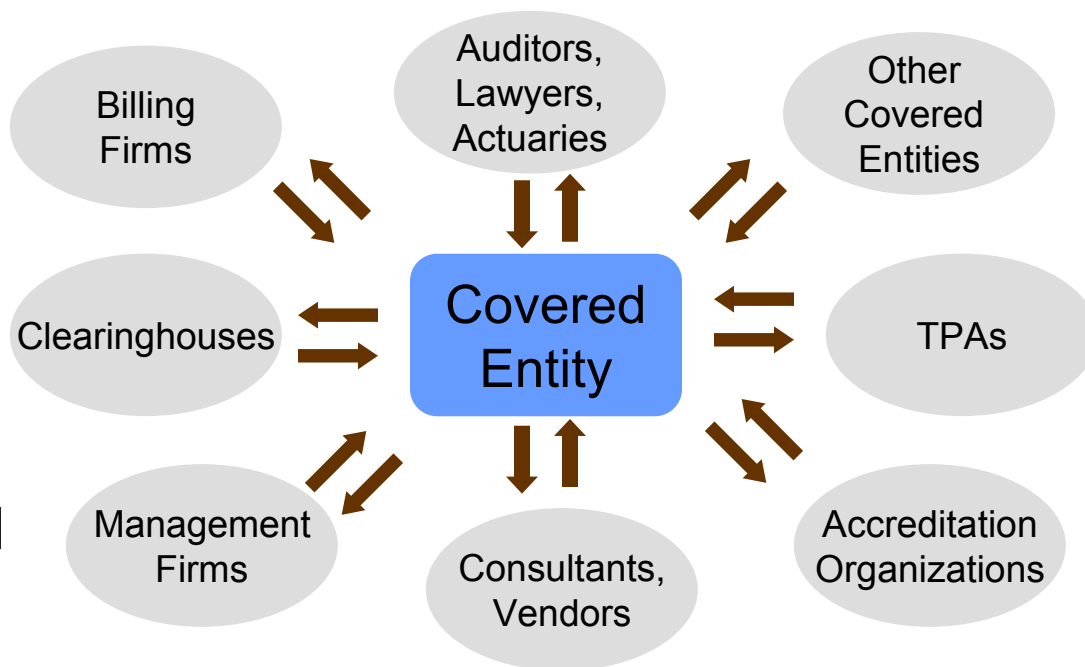 Billing
Firms
Auditors,
Lawyers,
Actuaries
Other
Covered
Entities
Clearinghouses
Covered
Entity
TPAs
Management
Firms
Consultants,
Vendors
Accreditation
Organizations